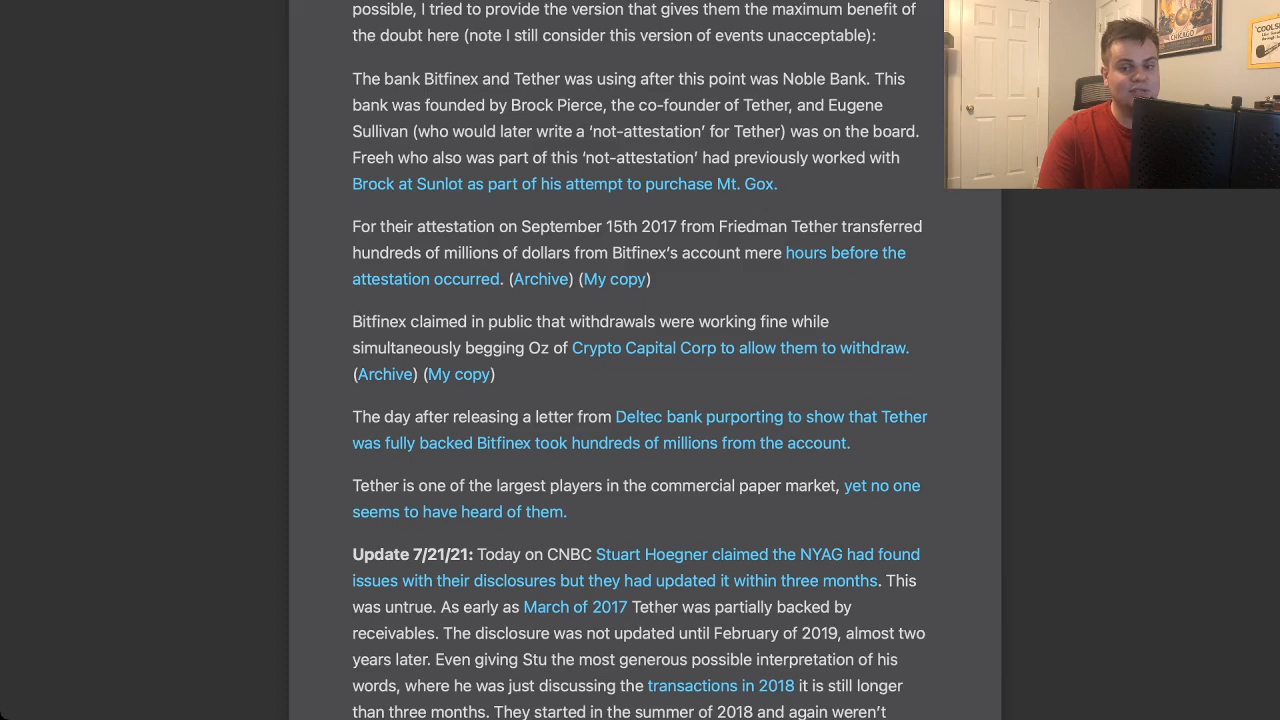 possible, I tried to provide the version that gives them the maximum benefit of
the doubt here (note I still consider this version of events unacceptable):
The bank Bitfinex and Tether was using after this point was Noble Bank. This
bank was founded by Brock Pierce, the co-founder of Tether, and Eugene
Sullivan (who would later write a ‘not-attestation’ for Tether) was on the board.
Freeh who also was part of this ‘not-attestation’ had previously worked with
Brock at Sunlot as part of his attempt to purchase Mt. Gox.
For their attestation on September 15th 2017 from Friedman Tether transferred
hundreds of millions of dollars from Bitfinex’s account mere hours before the
attestation occurred. (Archive) (My copy)
Bitfinex claimed in public that withdrawals were working fine while
simultaneously begging Oz of Crypto Capital Corp to allow them to withdraw.
(Archive) (My copy)
The day after releasing a letter from Deltec bank purporting to show that Tether
was fully backed Bitfinex took hundreds of millions from the account.
Tether is one of the largest players in the commercial paper market, yet no one
seems to have heard of them.
Update 7/21/21: Today on CNBC Stuart Hoegner claimed the NYAG had found
issues with their disclosures but they had updated it within three months. This
was untrue. As early as March of 2017 Tether was partially backed by
receivables. The disclosure was not updated until February of 2019, almost two
years later. Even giving Stu the most generous possible interpretation of his
words, where he was just discussing the transactions in 2018 it is still longer
than three months. They started in the summer of 2018 and again weren’t
CHICAGO